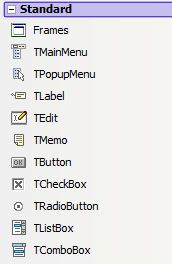 Standard
Frames
TMainMenu
TPopupMenu
TLabel
TEdit
TMemo
TButton
TCheckBox
TRadioButton
TListBox
TComboBox